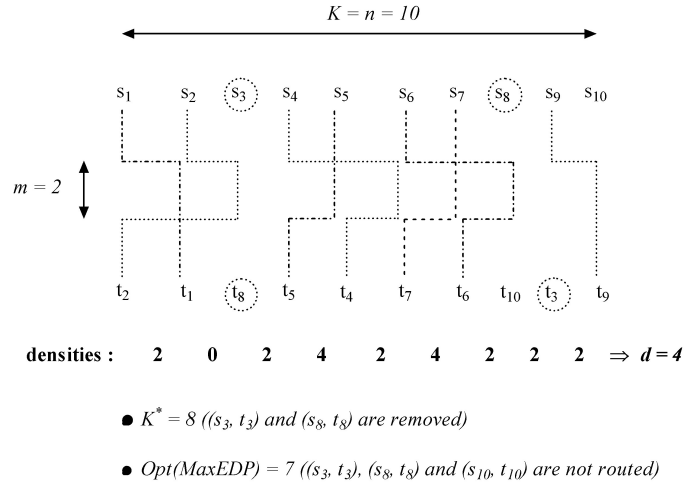 K = n = 10
s₁ s₂ s₃ s₄ s₅ s₆ s₇ s₈ s₉ s₁₀
m = 2
t₂ t₁ t₈ t₅ t₄ t₇ t₆ t₁₀ t₃ t₉
densities : 2 0 2 4 2 4 2 2 2 ⇒ d = 4
● K* = 8 ((s₃, t₃) and (s₈, t₈) are removed)
● Opt(MaxEDP) = 7 ((s₃, t₃), (s₈, t₈) and (s₁₀, t₁₀) are not routed)